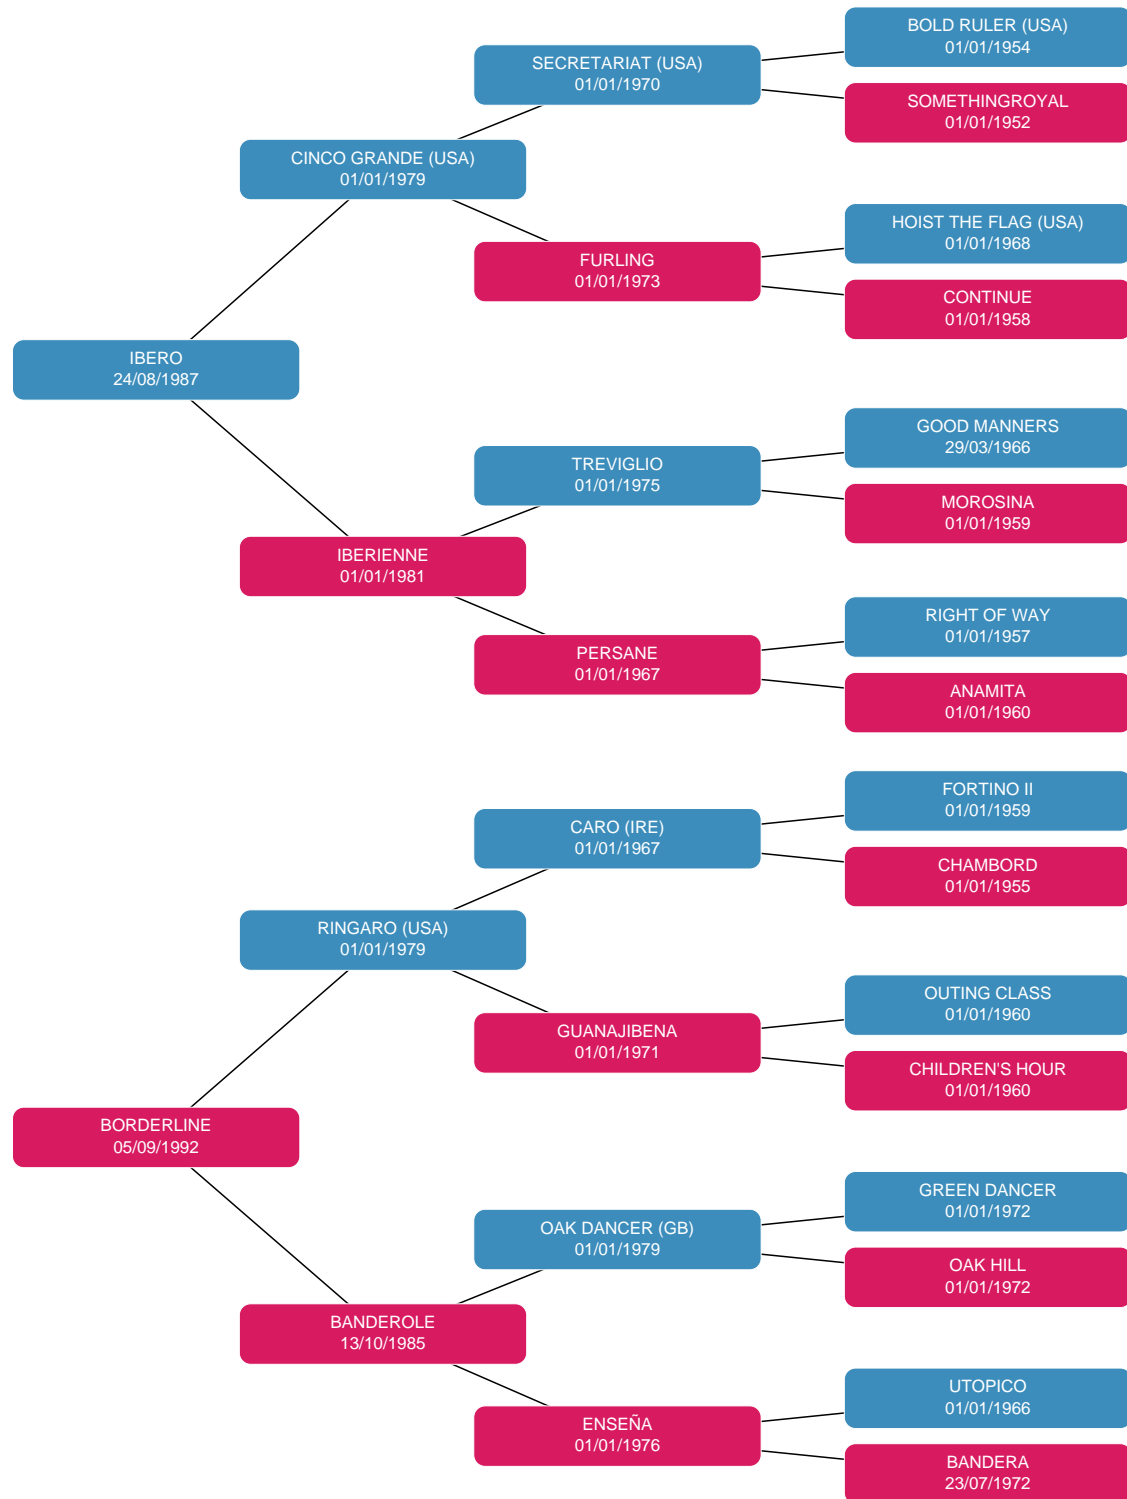 BOLD RULER (USA)
01/01/1954
SECRETARIAT (USA)
01/01/1970
SOMETHINGROYAL
01/01/1952
CINCO GRANDE (USA)
01/01/1979
HOIST THE FLAG (USA)
01/01/1968
FURLING
01/01/1973
CONTINUE
01/01/1958
IBERO
24/08/1987
GOOD MANNERS
29/03/1966
TREVIGLIO
01/01/1975
MOROSINA
01/01/1959
IBERIENNE
01/01/1981
RIGHT OF WAY
01/01/1957
PERSANE
01/01/1967
ANAMITA
01/01/1960
FORTINO II
01/01/1959
CARO (IRE)
01/01/1967
CHAMBORD
01/01/1955
RINGARO (USA)
01/01/1979
OUTING CLASS
01/01/1960
GUANAJIBENA
01/01/1971
CHILDREN'S HOUR
01/01/1960
BORDERLINE
05/09/1992
GREEN DANCER
01/01/1972
OAK DANCER (GB)
01/01/1979
OAK HILL
01/01/1972
BANDEROLE
13/10/1985
UTOPICO
01/01/1966
ENSEÑA
01/01/1976
BANDERA
23/07/1972